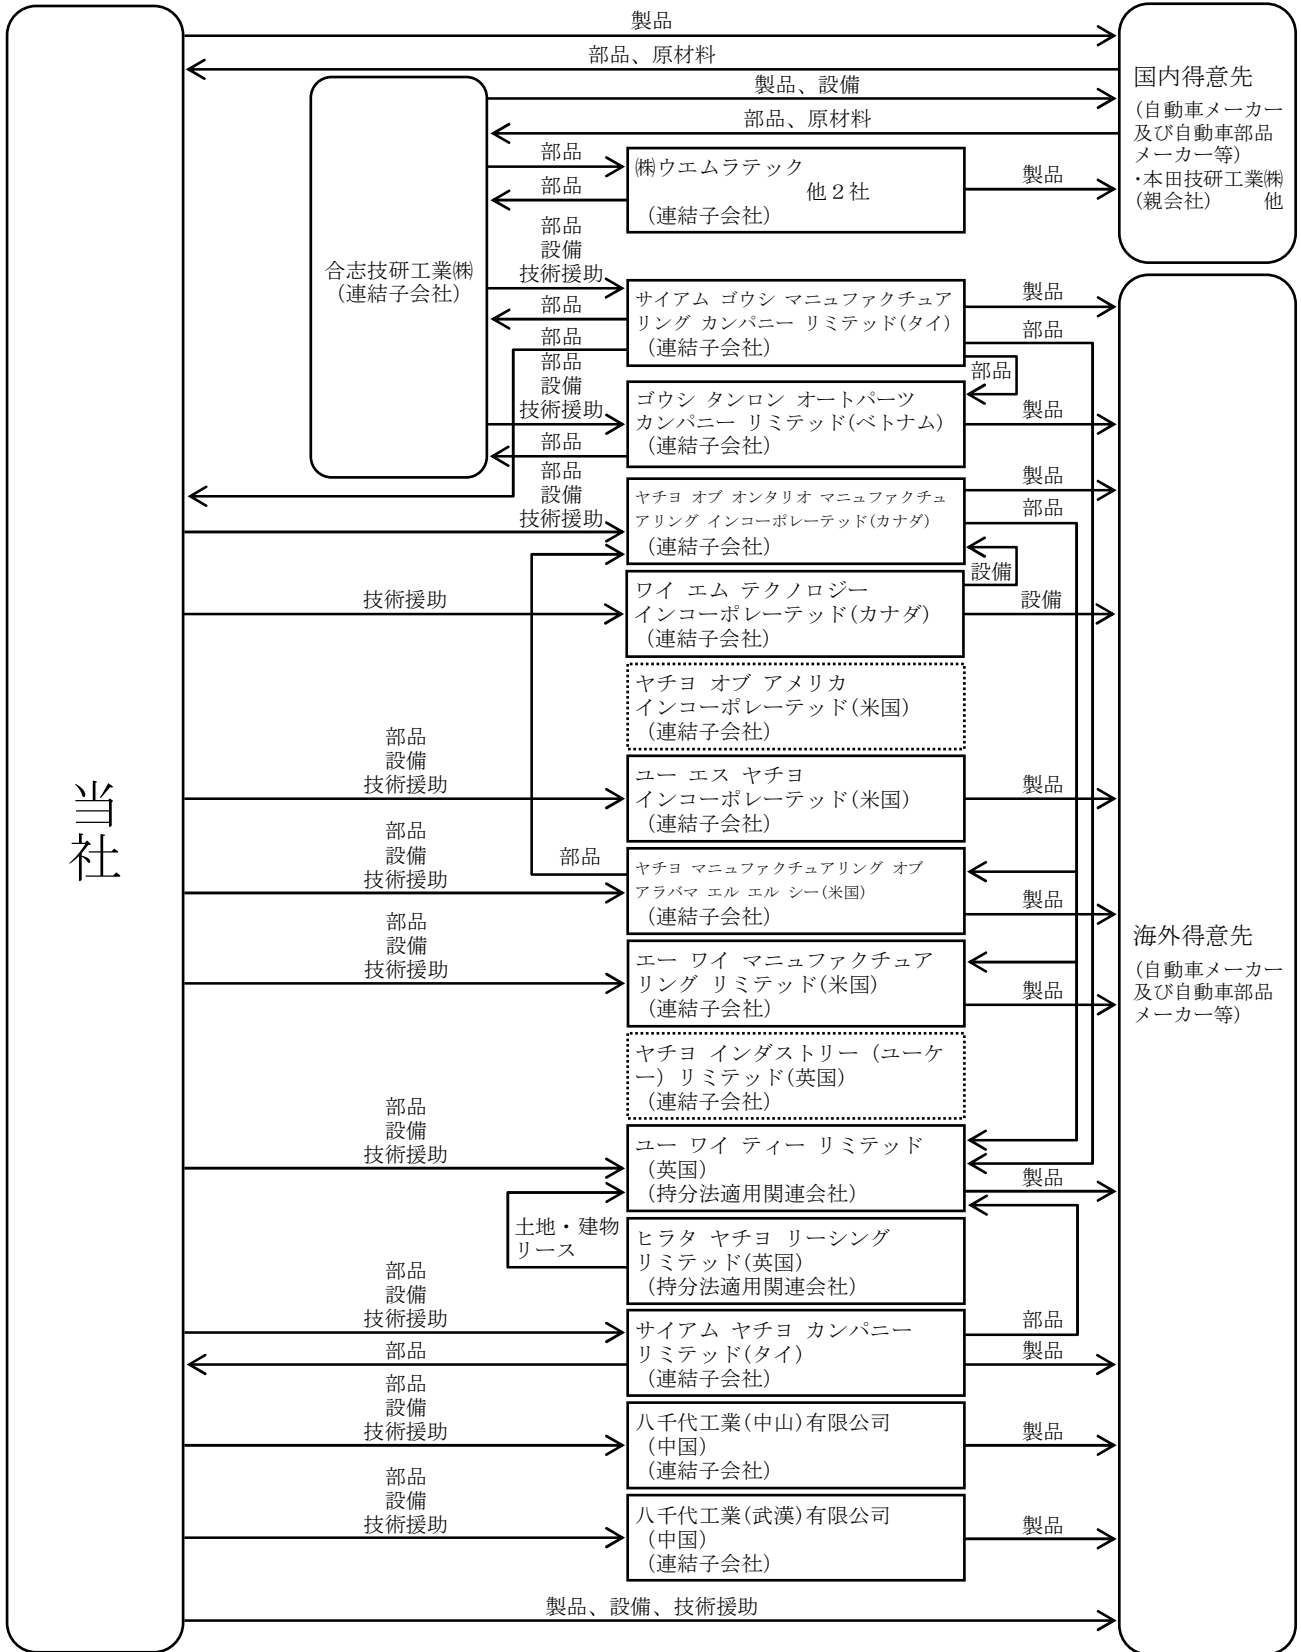 製品
部品、原材料
国内得意先
(自動車メーカー
及び自動車部品
メーカー等)
・本田技研工業㈱
(親会社)　　他
製品、設備
部品、原材料
部品
㈱ウエムラテック
他２社
(連結子会社)
製品
部品
合志技研工業㈱
(連結子会社)
部品
設備
技術援助
サイアム ゴウシ マニュファクチュア
リング カンパニー リミテッド(タイ)
(連結子会社)
製品
部品
部品
部品
部品
部品
設備
技術援助
ゴウシ タンロン オートパーツ
カンパニー リミテッド(ベトナム)
(連結子会社)
製品
部品
部品
設備
技術援助
ヤチヨ オブ オンタリオ マニュファクチュ
アリング インコーポレーテッド(カナダ)
(連結子会社)
製品
部品
設備
技術援助
ワイ エム テクノロジー
インコーポレーテッド(カナダ)
(連結子会社)
設備
ヤチヨ オブ アメリカ
インコーポレーテッド(米国)
(連結子会社)
当社
部品
設備
技術援助
ユー エス ヤチヨ
インコーポレーテッド(米国)
(連結子会社)
製品
部品
設備
技術援助
部品
ヤチヨ マニュファクチュアリング オブ
アラバマ エル エル シー(米国)
(連結子会社)
製品
部品
設備
技術援助
エー ワイ マニュファクチュア
リング リミテッド(米国)
(連結子会社)
製品
海外得意先
(自動車メーカー
及び自動車部品
メーカー等)
ヤチヨ インダストリー (ユーケ
ー) リミテッド(英国)
(連結子会社)
部品
設備
技術援助
ユー ワイ ティー リミテッド
(英国)
(持分法適用関連会社)
製品
土地・建物
リース
ヒラタ ヤチヨ リーシング
リミテッド(英国)
(持分法適用関連会社)
部品
設備
技術援助
サイアム ヤチヨ カンパニー
リミテッド(タイ)
(連結子会社)
部品
製品
部品
部品
設備
技術援助
八千代工業(中山)有限公司
(中国)
(連結子会社)
製品
部品
設備
技術援助
八千代工業(武漢)有限公司
(中国)
(連結子会社)
製品
製品、設備、技術援助